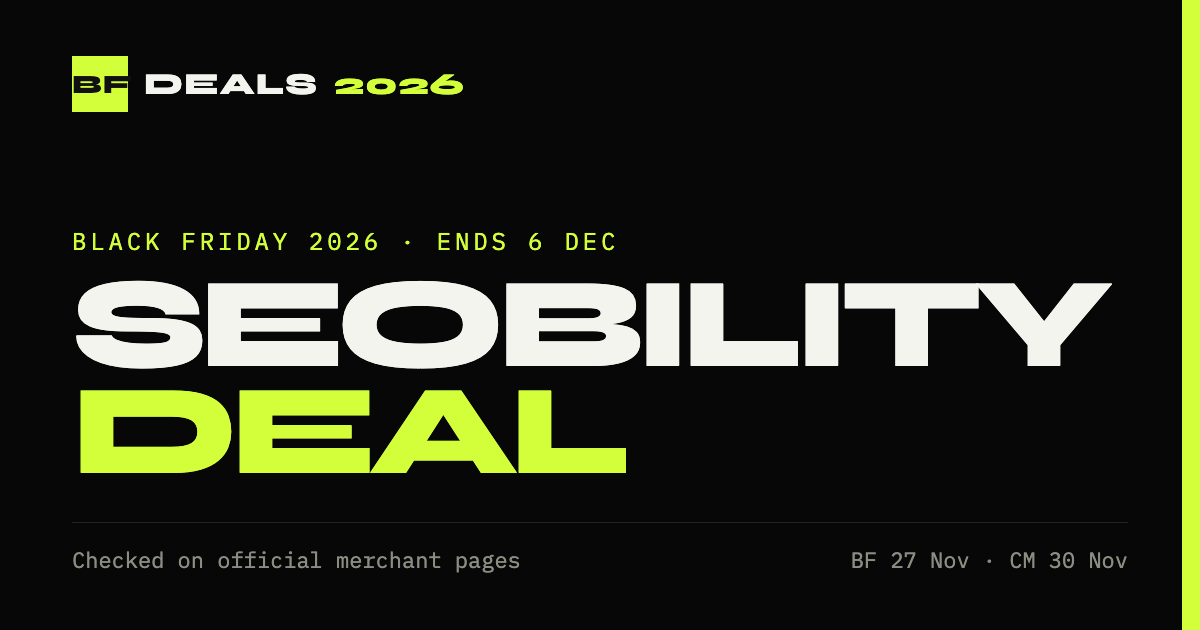 BF DEALS 2026
BLACK FRIDAY 2026 · ENDS 6 DEC
SEOBILITY
DEAL
Checked on official merchant pages
BF 27 Nov · CM 30 Nov